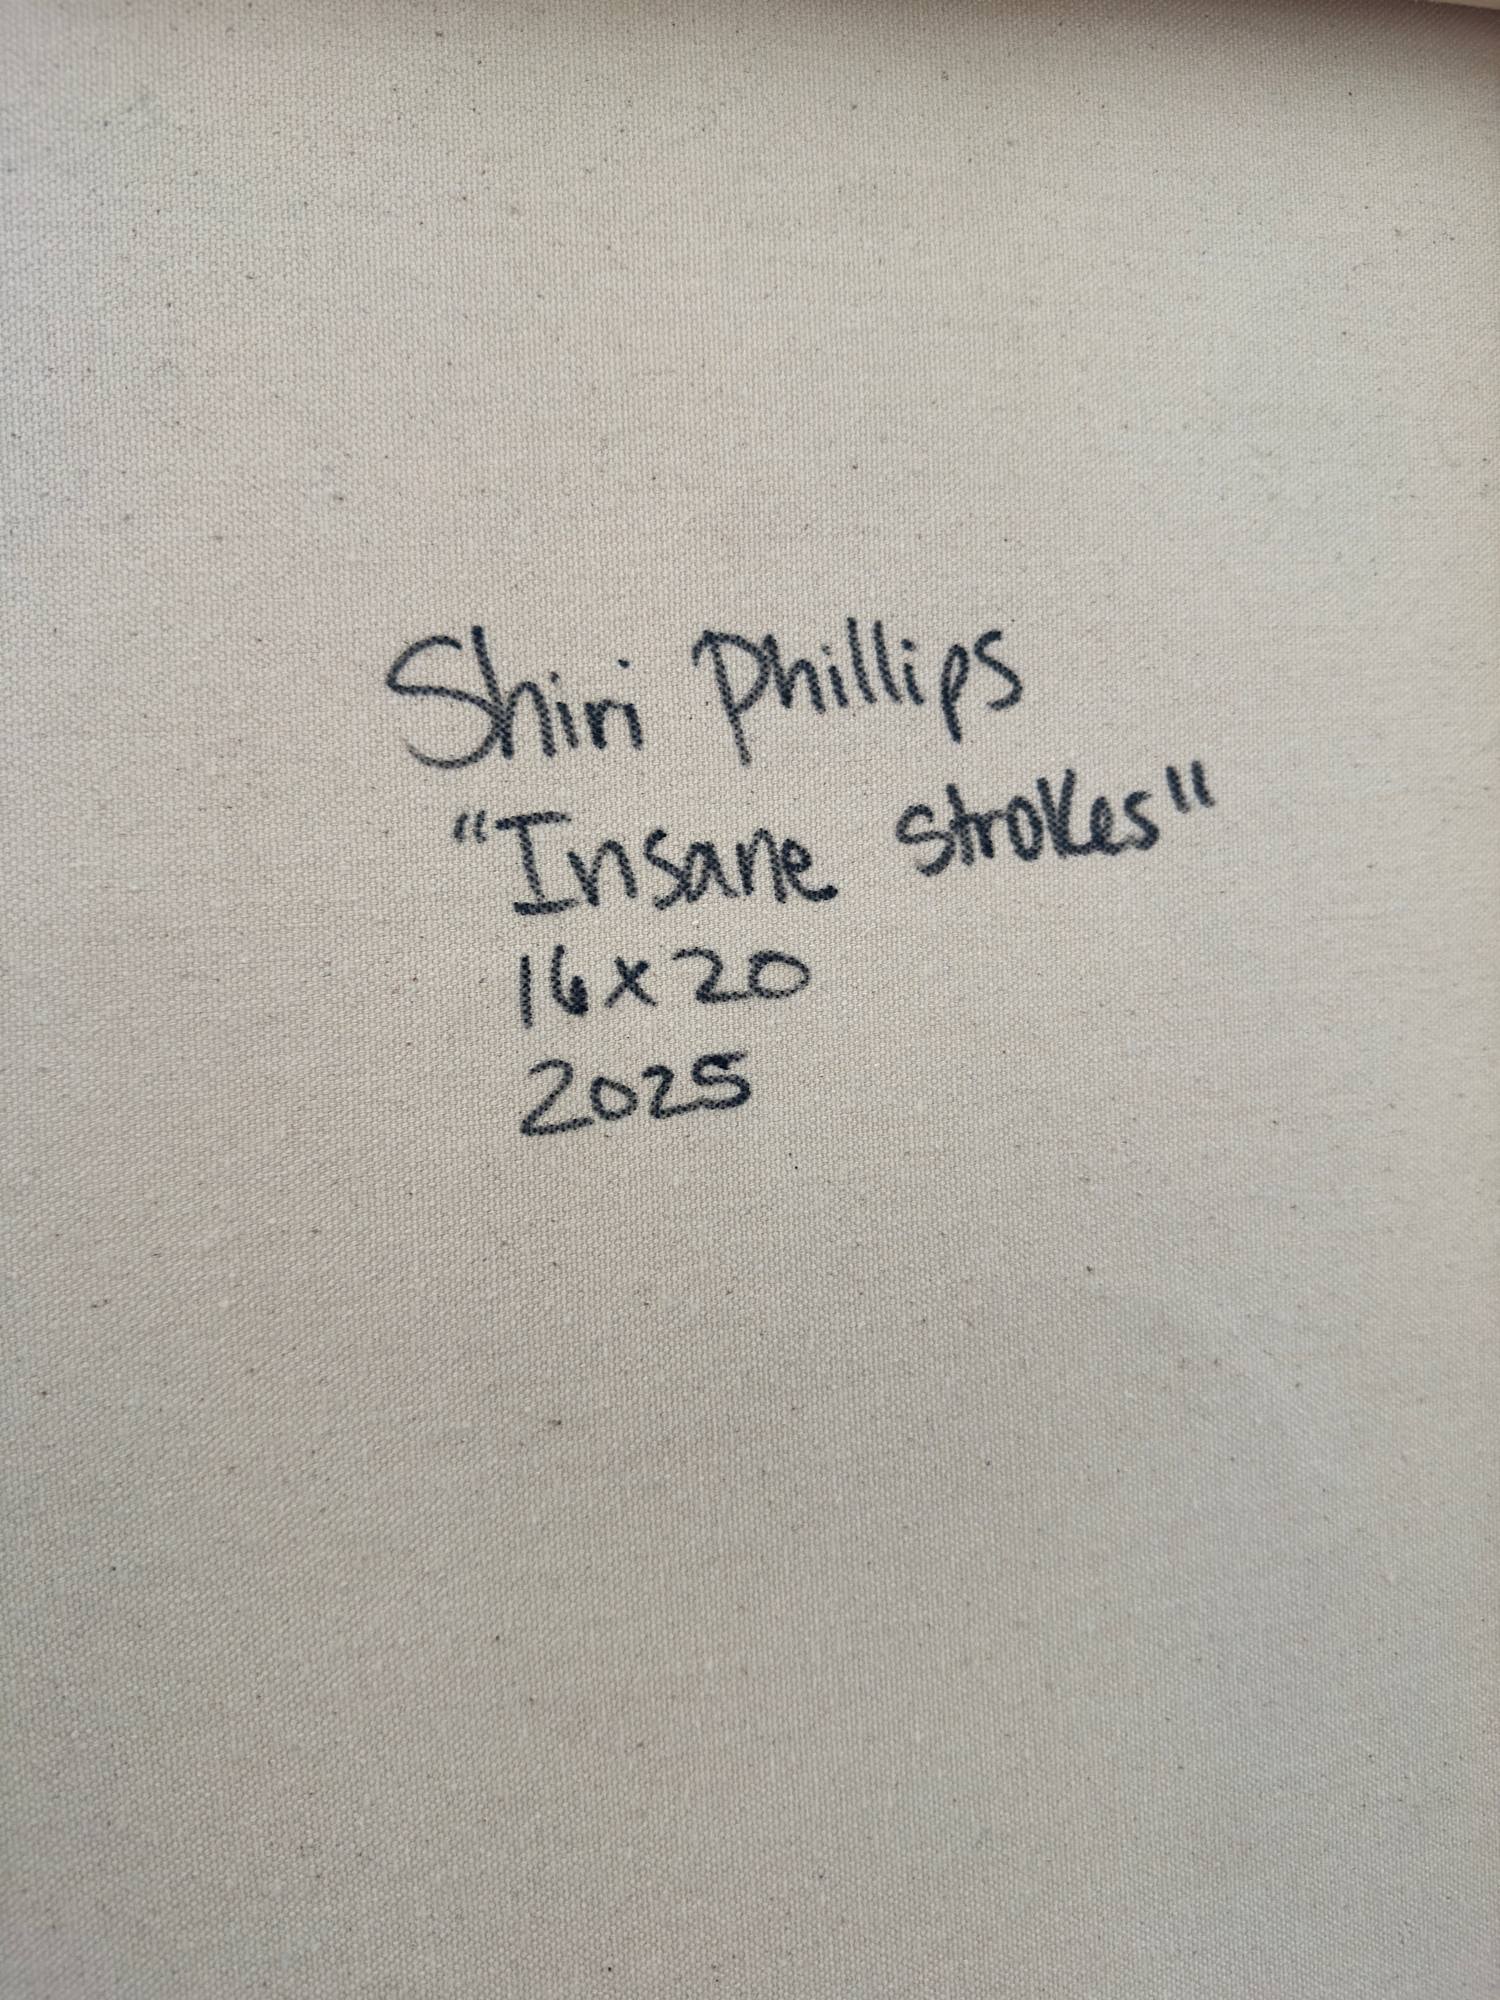 Shiri Phillips
"Insane strokes"
16x20
2025